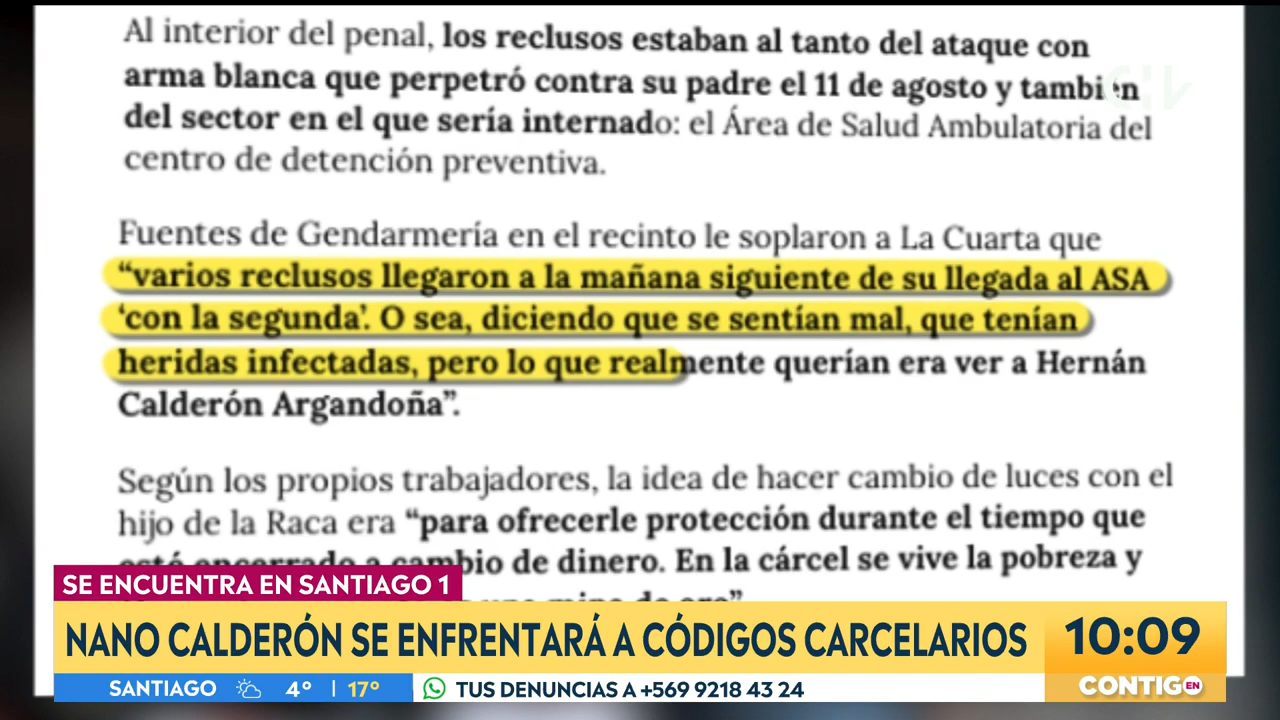 Al interior del penal, los reclusos estaban al tanto del ataque con
arma blanca que perpetró contra su padre el 11 de agosto y también
del sector en el que sería internado: el Área de Salud Ambulatoria del
centro de detención preventiva.
Fuentes de Gendarmería en el recinto le soplaron a La Cuarta que
“varios reclusos llegaron a la mañana siguiente de su llegada al ASA
‘con la segunda’. O sea, diciendo que se sentían mal, que tenían
heridas infectadas, pero lo que realmente querían era ver a Hernán
Calderón Argandoña”.
Según los propios trabajadores, la idea de hacer cambio de luces con el
hijo de la Raca era “para ofrecerle protección durante el tiempo que
esté encerrado a cambio de dinero. En la cárcel se vive la pobreza y
SE ENCUENTRA EN SANTIAGO 1
NANO CALDERÓN SE ENFRENTARÁ A CÓDIGOS CARCELARIOS
10:09
SANTIAGO 4° | 17°
TUS DENUNCIAS A +569 9218 43 24
CONTIGO EN